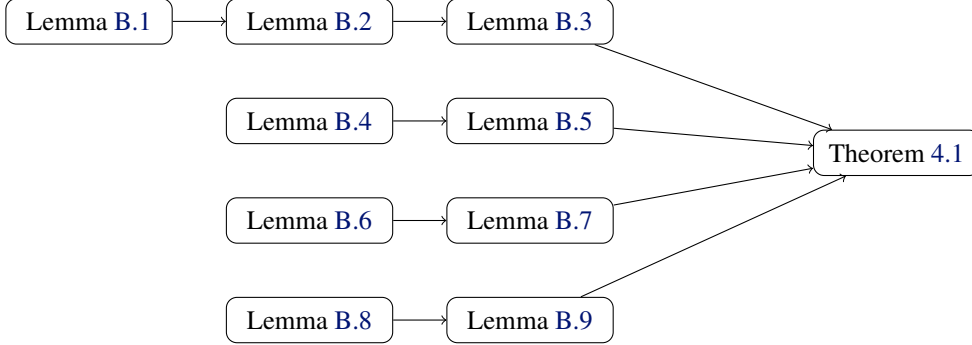 Lemma B.1
Lemma B.2
Lemma B.3
Lemma B.4
Lemma B.5
Theorem 4.1
Lemma B.6
Lemma B.7
Lemma B.8
Lemma B.9